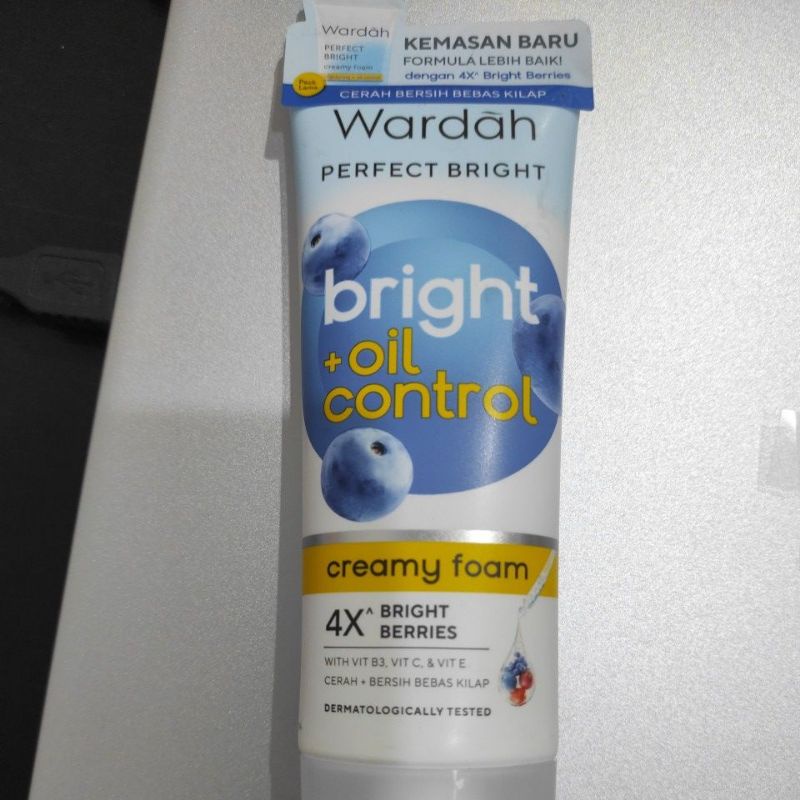 Wardah
PERFECT
BRIGHT
creamy foam
Pack
Lama
KEMASAN BARU
FORMULA LEBIH BAIK!
dengan 4X^ Bright Berries
CERAH BERSIH BEBAS KILAP
Wardah
PERFECT BRIGHT
bright
+ oil
control
creamy foam
4X^ BRIGHT
BERRIES
WITH VIT B3, VIT C, & VIT E
CERAH + BERSIH BEBAS KILAP
DERMATOLOGICALLY TESTED